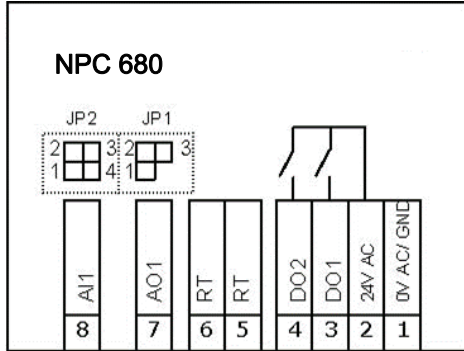 NPC 680
JP2 JP1
2 3 2 3
1 4 1
AI1 AO1 RT RT DO2 DO1 24V AC 0V AC/ GND
8 7 6 5 4 3 2 1